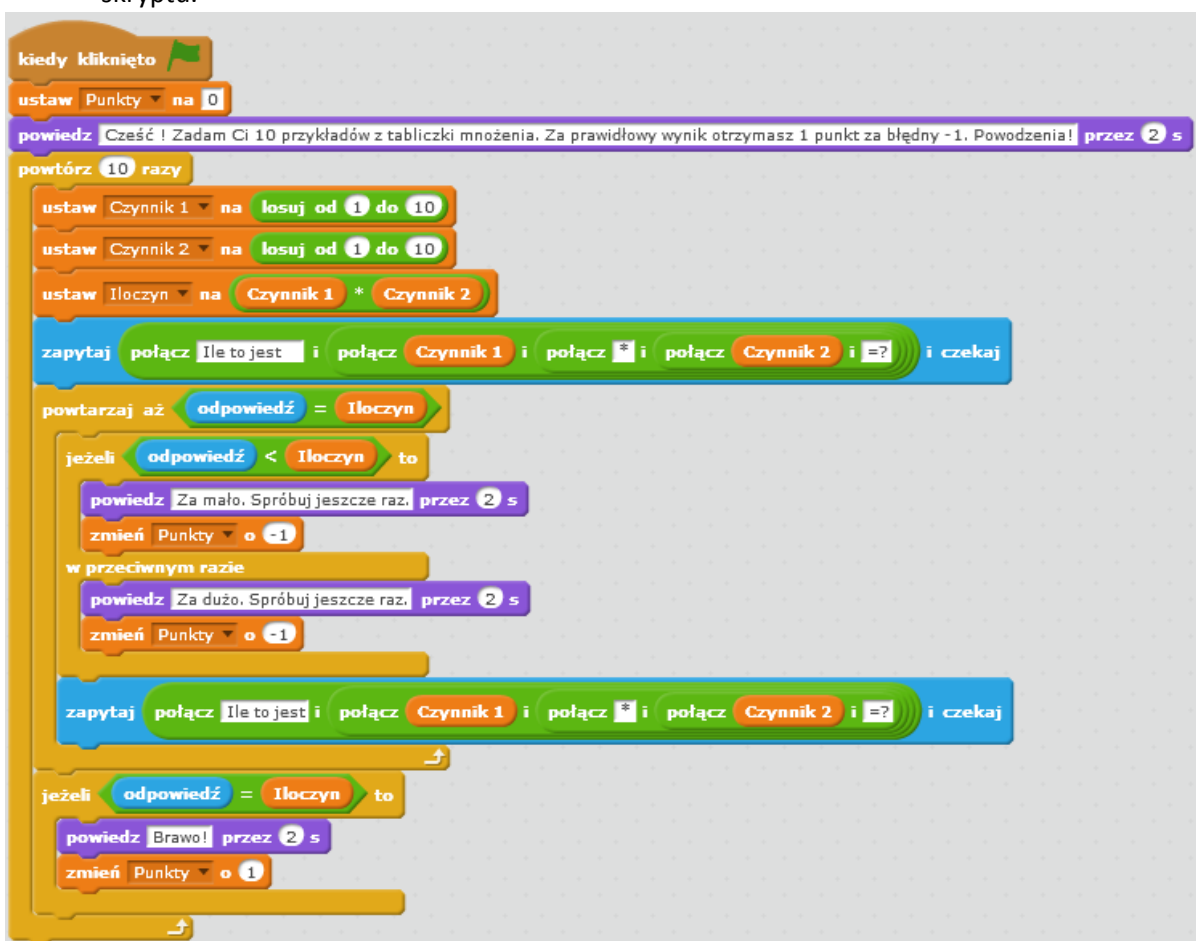 skryptu.
kiedy kliknięto
ustaw Punkty na 0
powiedz Cześć ! Zadam Ci 10 przykładów z tabliczki mnożenia. Za prawidłowy wynik otrzymasz 1 punkt za błędny -1. Powodzenia! przez 2 s
powtórz 10 razy
ustaw Czynnik 1 na losuj od 1 do 10
ustaw Czynnik 2 na losuj od 1 do 10
ustaw Iloczyn na Czynnik 1 * Czynnik 2
zapytaj połącz Ile to jest i połącz Czynnik 1 i połącz * i połącz Czynnik 2 i =? i czekaj
powtarzaj aż odpowiedź = Iloczyn
jeżeli odpowiedź < Iloczyn to
powiedz Za mało. Spróbuj jeszcze raz. przez 2 s
zmień Punkty o -1
w przeciwnym razie
powiedz Za dużo. Spróbuj jeszcze raz. przez 2 s
zmień Punkty o -1
zapytaj połącz Ile to jest i połącz Czynnik 1 i połącz * i połącz Czynnik 2 i =? i czekaj
jeżeli odpowiedź = Iloczyn to
powiedz Brawo! przez 2 s
zmień Punkty o 1